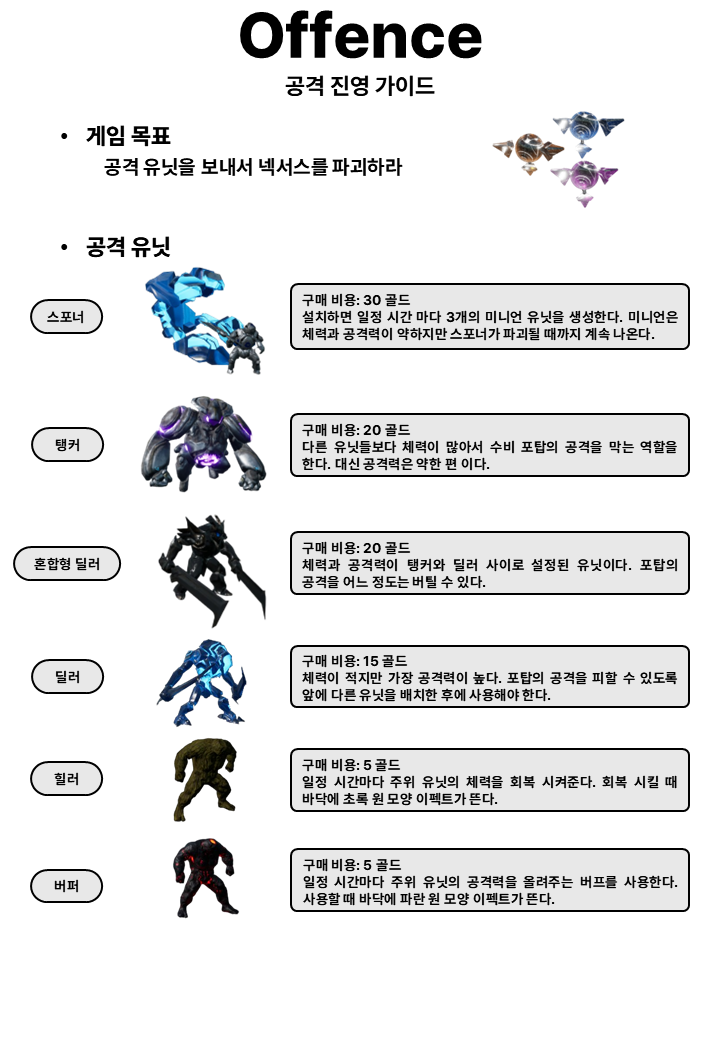 Offence
공격 진영 가이드
• 게임 목표
공격 유닛을 보내서 넥서스를 파괴하라
• 공격 유닛
스포너
구매 비용: 30 골드
설치하면 일정 시간 마다 3개의 미니언 유닛을 생성한다. 미니언은
체력과 공격력이 약하지만 스포너가 파괴될 때까지 계속 나온다.
탱커
구매 비용: 20 골드
다른 유닛들보다 체력이 많아서 수비 포탑의 공격을 막는 역할을
한다. 대신 공격력은 약한 편 이다.
혼합형 딜러
구매 비용: 20 골드
체력과 공격력이 탱커와 딜러 사이로 설정된 유닛이다. 포탑의
공격을 어느 정도는 버틸 수 있다.
딜러
구매 비용: 15 골드
체력이 적지만 가장 공격력이 높다. 포탑의 공격을 피할 수 있도록
앞에 다른 유닛을 배치한 후에 사용해야 한다.
힐러
구매 비용: 5 골드
일정 시간마다 주위 유닛의 체력을 회복 시켜준다. 회복 시킬 때
바닥에 초록 원 모양 이펙트가 뜬다.
버퍼
구매 비용: 5 골드
일정 시간마다 주위 유닛의 공격력을 올려주는 버프를 사용한다.
사용할 때 바닥에 파란 원 모양 이펙트가 뜬다.